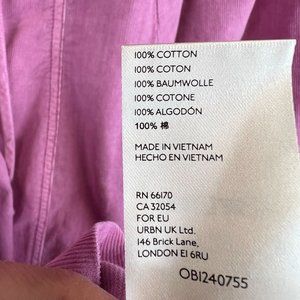 100% COTTON
100% COTON
100% BAUMWOLLE
100% COTONE
100% ALGODÓN
100% 棉
MADE IN VIETNAM
HECHO EN VIETNAM
RN 66170
CA 32054
FOR EU
URBN UK Ltd.
146 Brick Lane,
LONDON E1 6RU
OB1240755